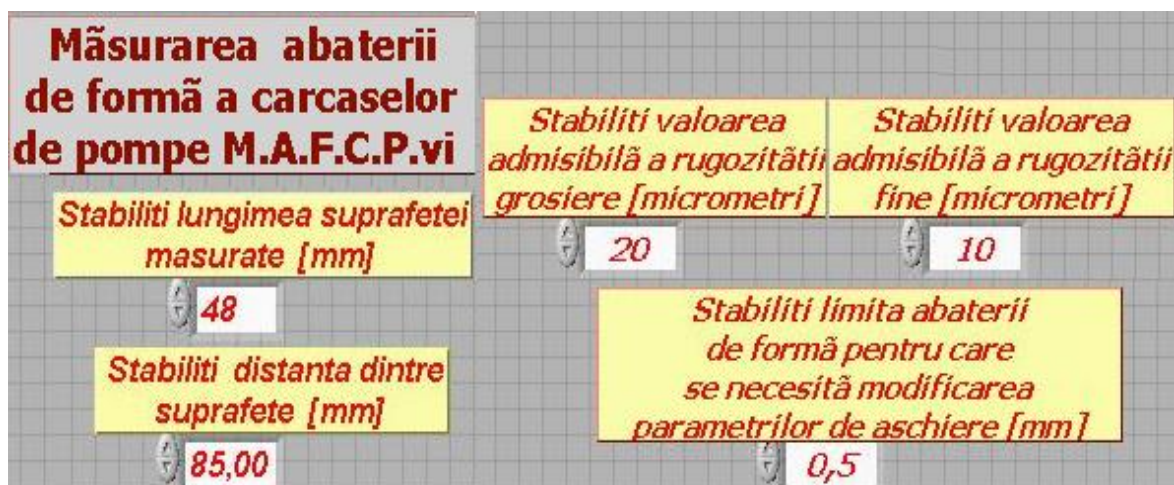 Mãsurarea abaterii
de formã a carcaselor
de pompe M.A.F.C.P.vi
Stabiliti lungimea suprafetei
masurate [mm]
48
Stabiliti distanta dintre
suprafete [mm]
85,00
Stabiliti valoarea
admisibilã a rugozitãtii
grosiere [micrometri]
20
Stabiliti valoarea
admisibilã a rugozitãtii
fine [micrometri]
10
Stabiliti limita abaterii
de formã pentru care
se necesitã modificarea
parametrilor de aschiere [mm]
0,5